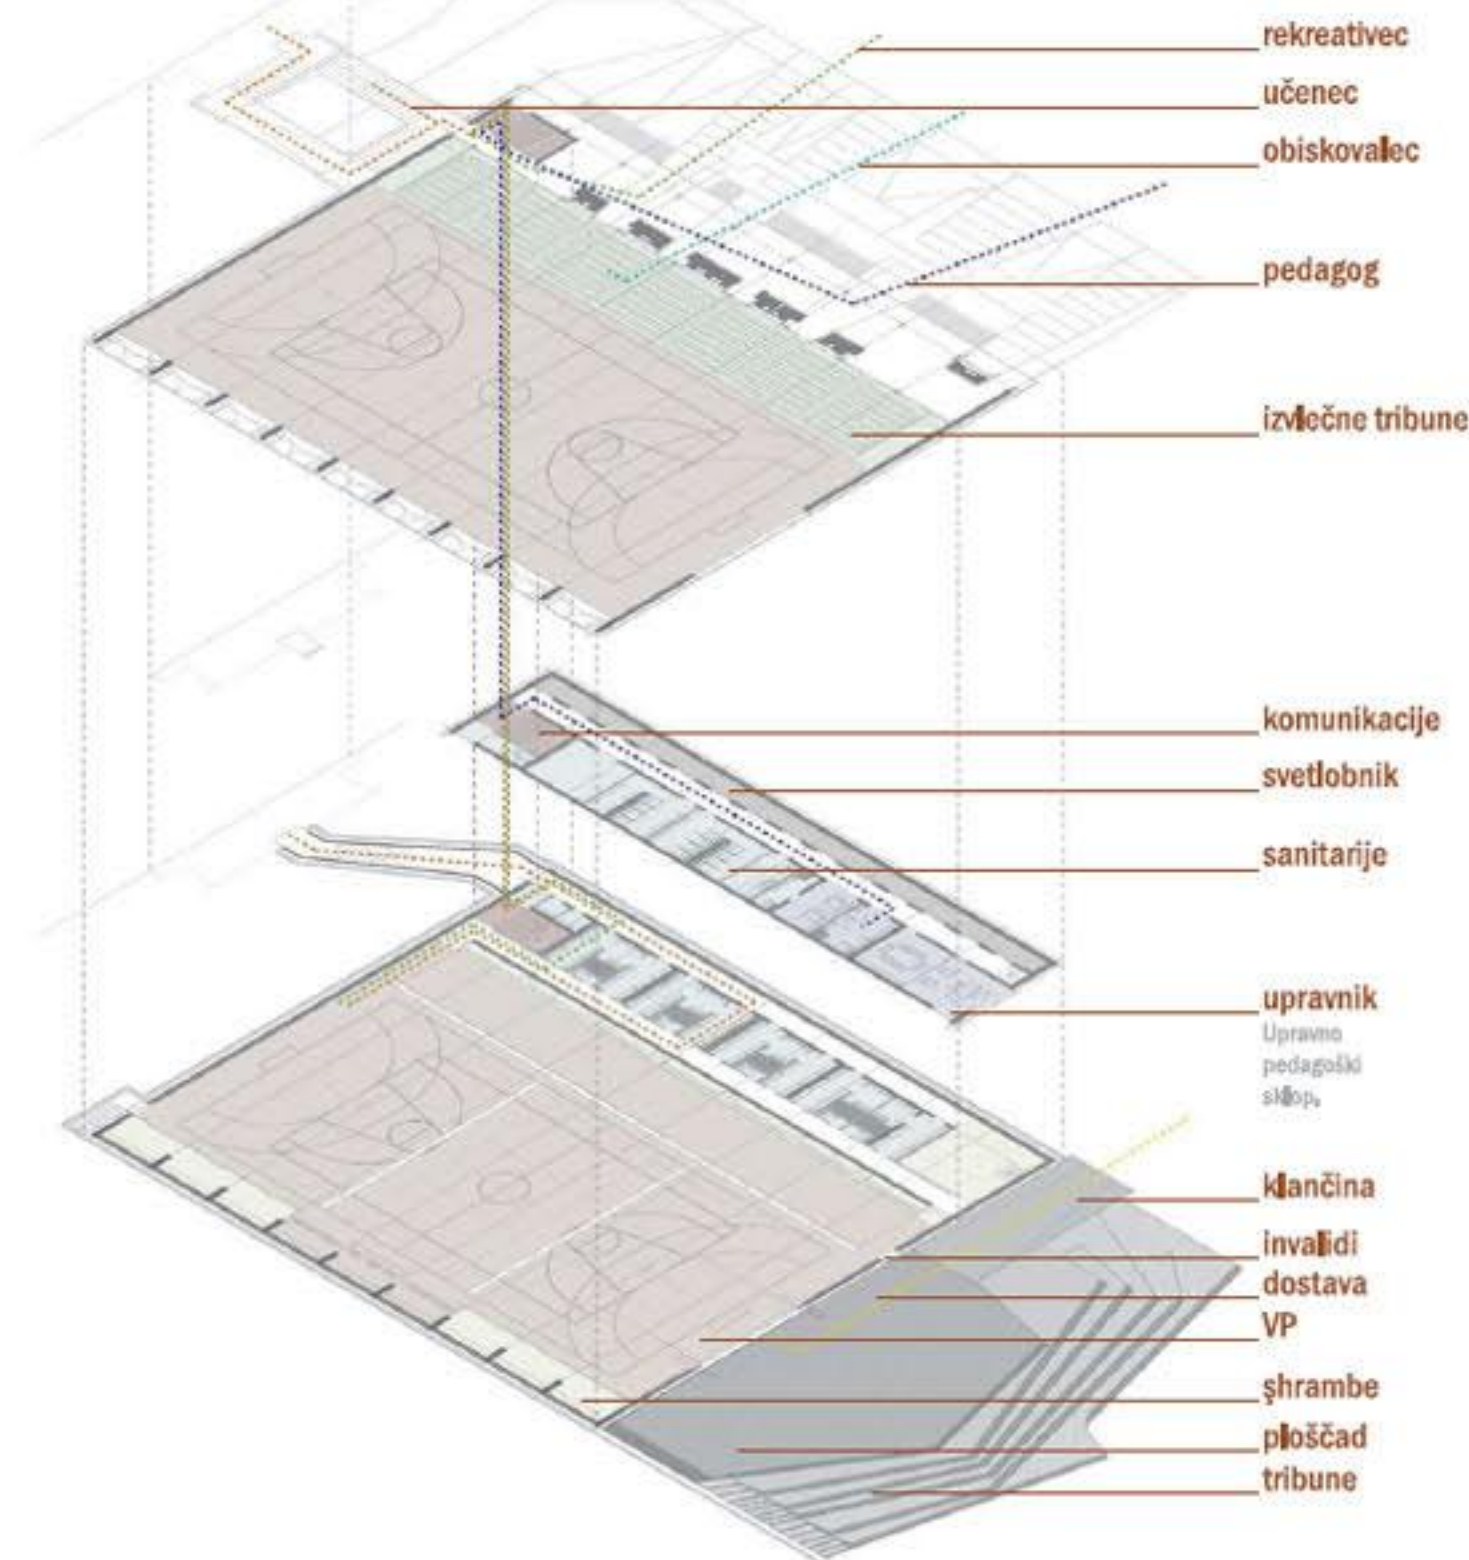 rekreativec
učenec
obiskovalec
pedagog
izvlečne tribune
komunikacije
svetlobnik
sanitarije
upravnik
Upravno
pedagoški
sklop.
klančina
invalidi
dostava
VP
shrambe
ploščad
tribune